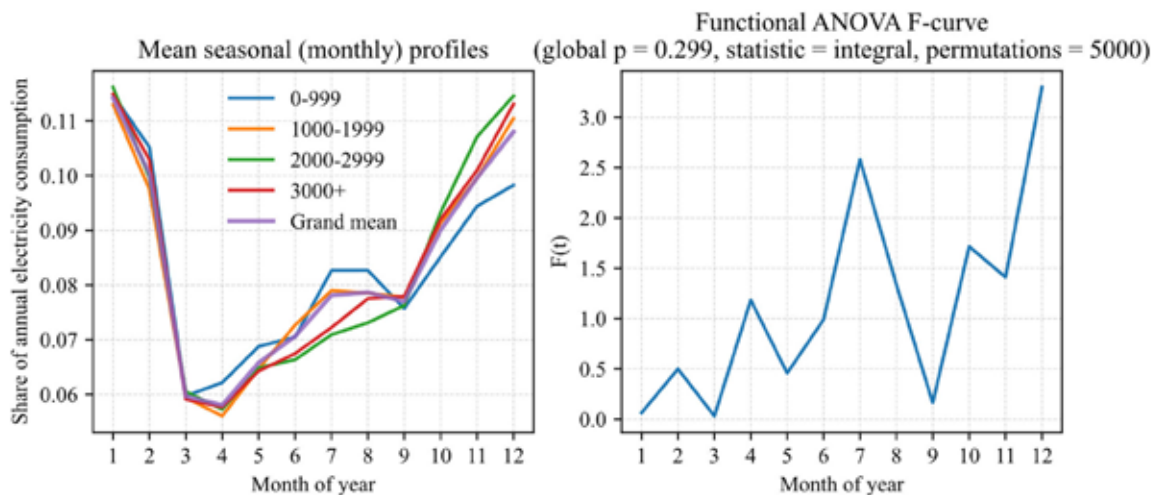 Mean seasonal (monthly) profiles
Share of annual electricity consumption
0.11
0.10
0.09
0.08
0.07
0.06
0-999
1000-1999
2000-2999
3000+
Grand mean
1 2 3 4 5 6 7 8 9 10 11 12
Month of year
Functional ANOVA F-curve
(global p = 0.299, statistic = integral, permutations = 5000)
F(t)
3.0
2.5
2.0
1.5
1.0
0.5
0.0
1 2 3 4 5 6 7 8 9 10 11 12
Month of year